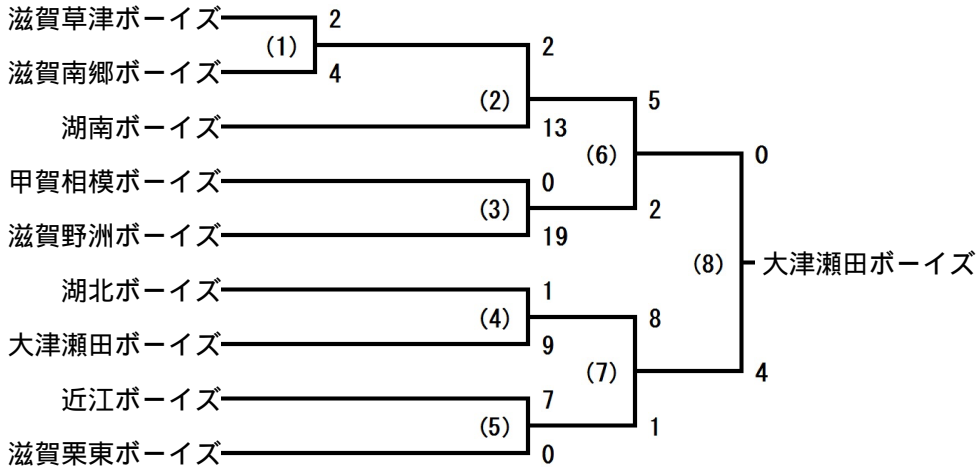 滋賀草津ボーイズ
2
(1)
滋賀南郷ボーイズ
4
2
(2)
湖南ボーイズ
13
5
(6)
甲賀相模ボーイズ
0
(3)
滋賀野洲ボーイズ
19
2
0
(8)
大津瀬田ボーイズ
湖北ボーイズ
1
(4)
大津瀬田ボーイズ
9
8
(7)
4
近江ボーイズ
7
(5)
滋賀栗東ボーイズ
0
1